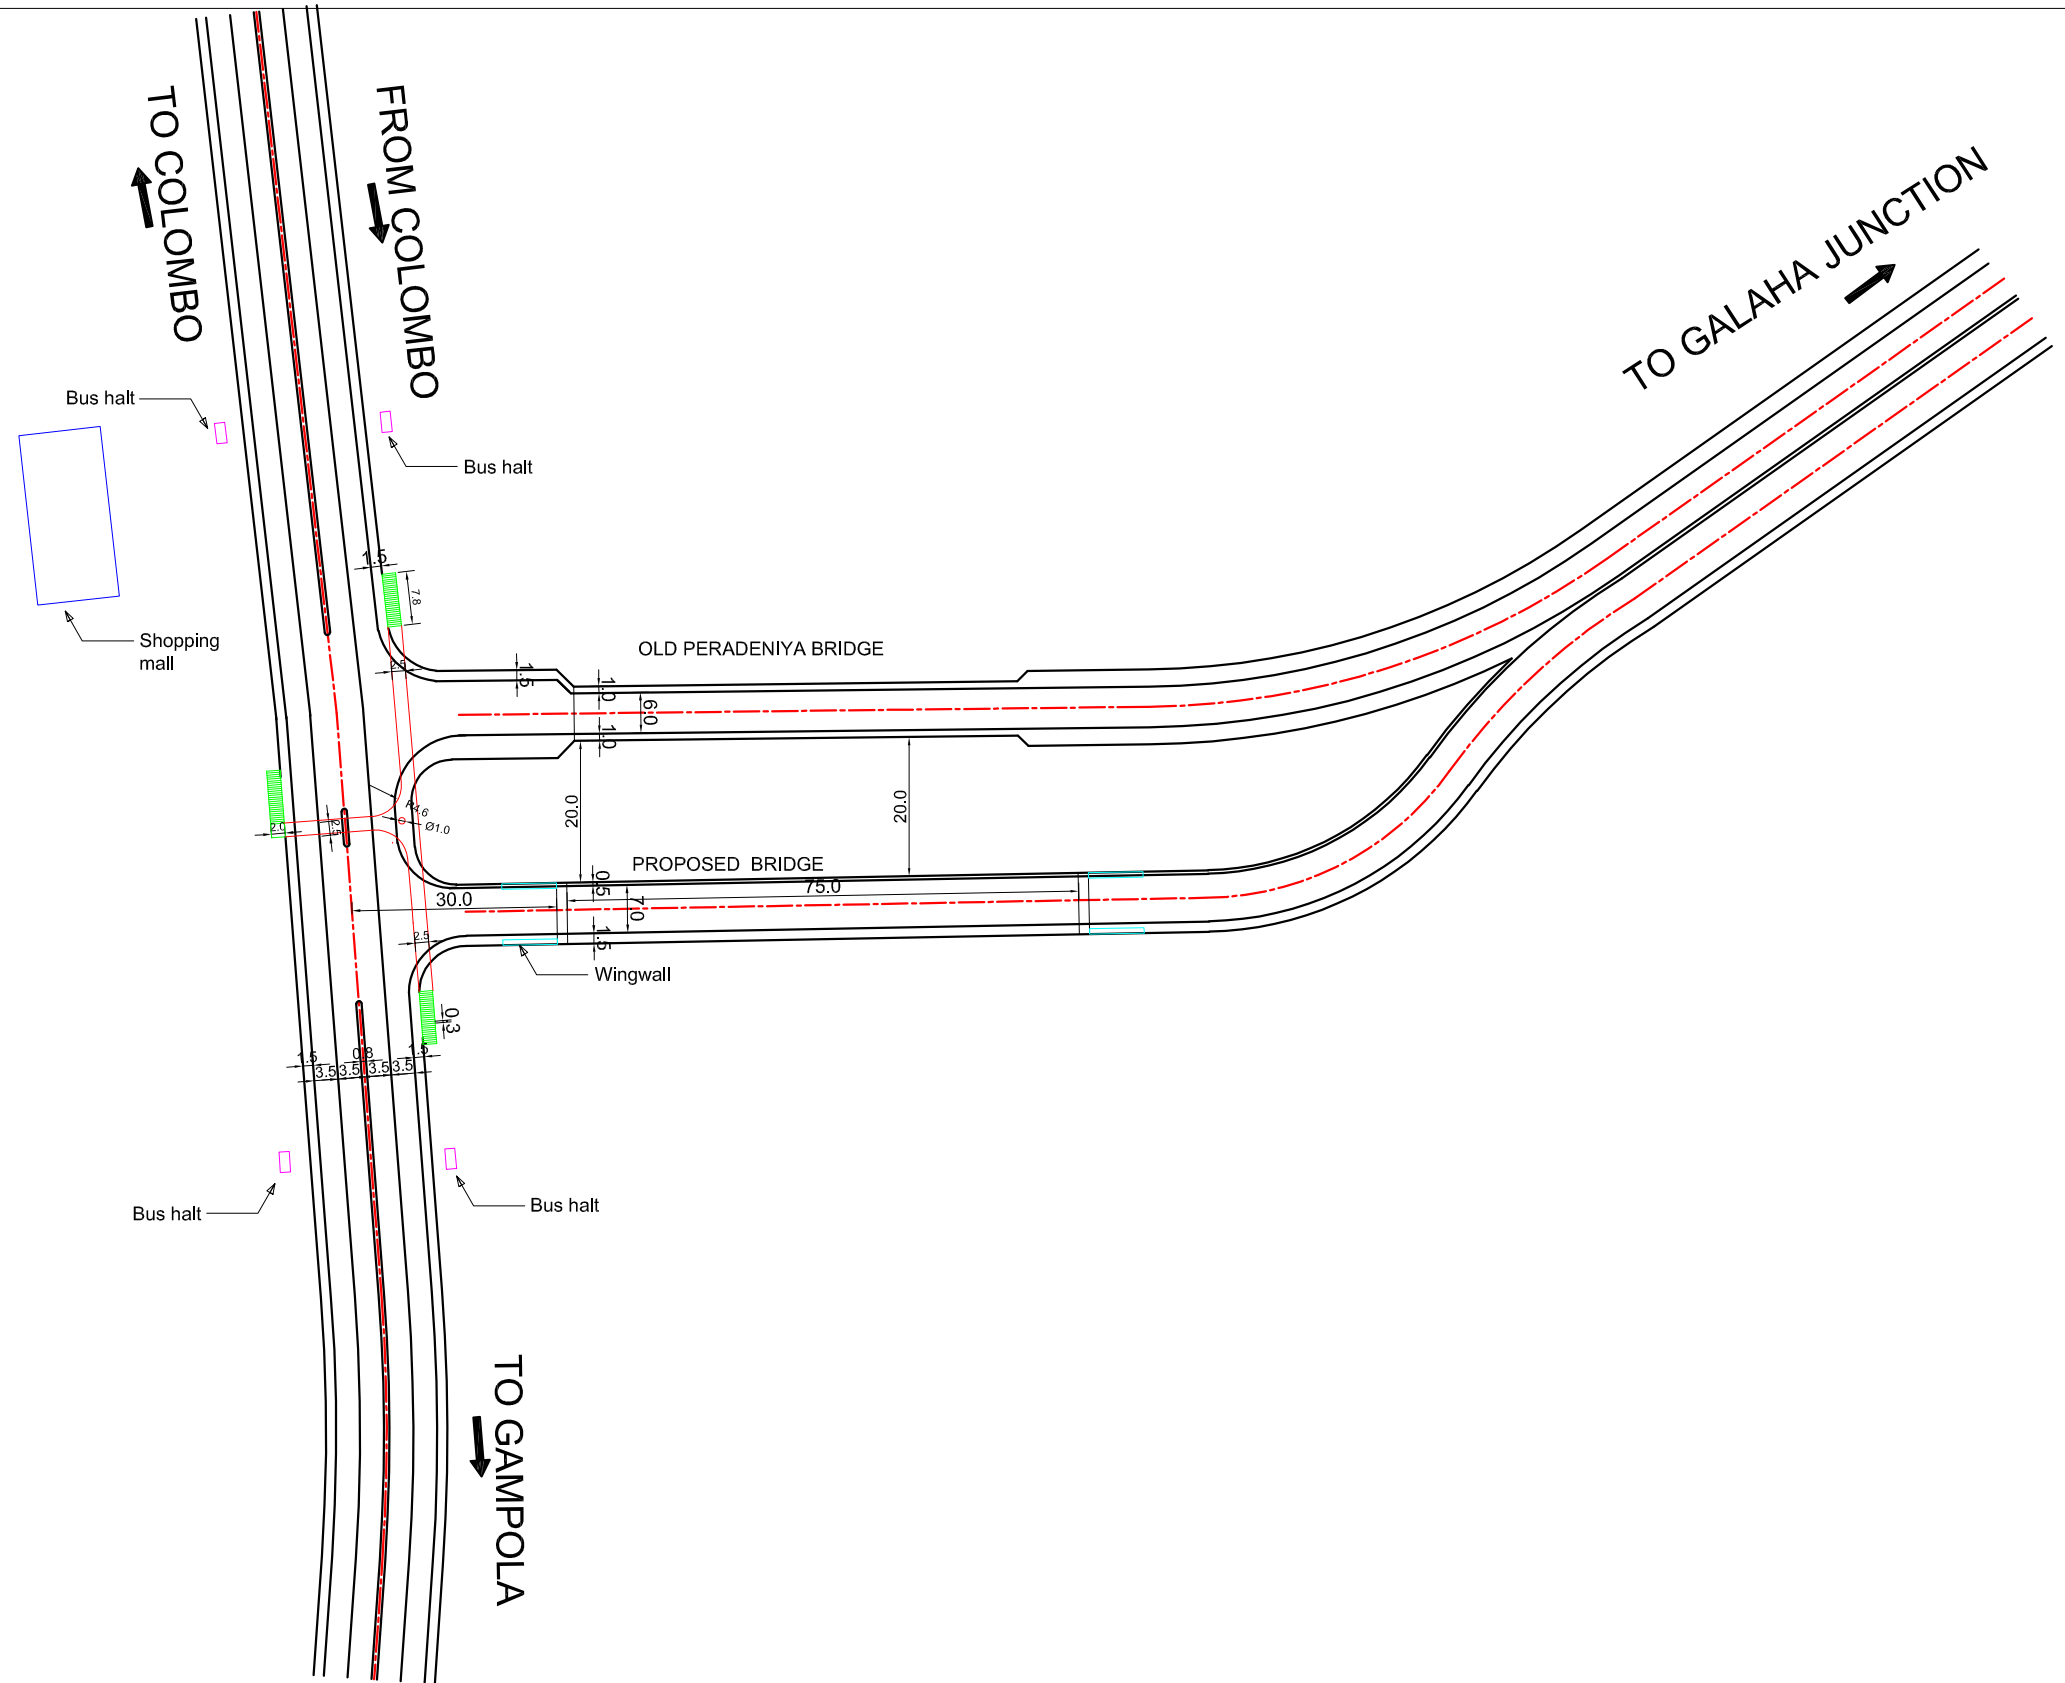 TO COLOMBO
FROM COLOMBO
TO GALAHA JUNCTION
Bus halt
Bus halt
1.5
7.8
Shopping
mall
OLD PERADENIYA BRIDGE
2.5
1.5
1.0
6.0
1.0
20.0
20.0
R4.6
Ø1.0
2.0
2.5
PROPOSED BRIDGE
0.5
75.0
30.0
7.0
2.5
1.5
Wingwall
0.3
1.5
0.8
1.5
3.5
3.5
3.5
3.5
Bus halt
Bus halt
TO GAMPOLA